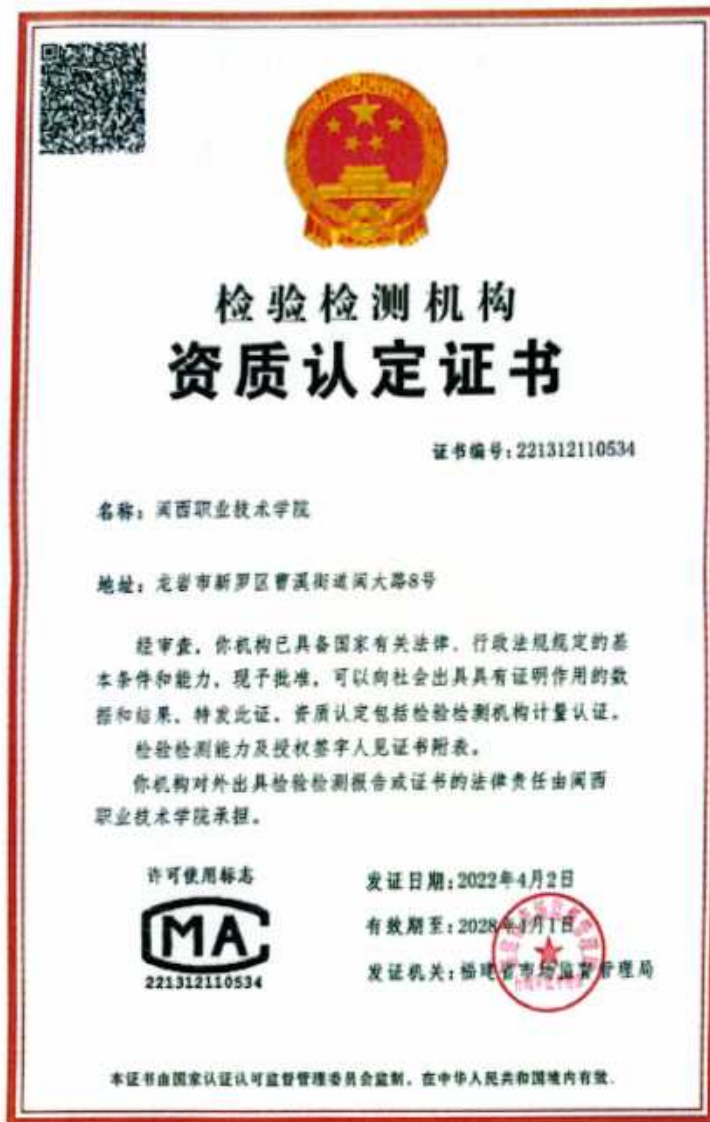 检验检测机构
资质认定证书
证书编号:221312110534
名称：闽西职业技术学院
地址：龙岩市新罗区曹溪街道闽大路8号
经审查，你机构已具备国家有关法律、行政法规规定的基
本条件和能力，现予批准，可以向社会出具具有证明作用的数
据和结果，特发此证。资质认定包括检验检测机构计量认证。
检验检测能力及授权签字人见证书附表。
你机构对外出具检验检测报告或证书的法律责任由闽西
职业技术学院承担。
许可使用标志
MA
221312110534
发证日期:2022年4月2日
有效期至:2028年4月1日
发证机关:福建省市场监督管理局
本证书由国家认证认可监督管理委员会监制，在中华人民共和国境内有效.